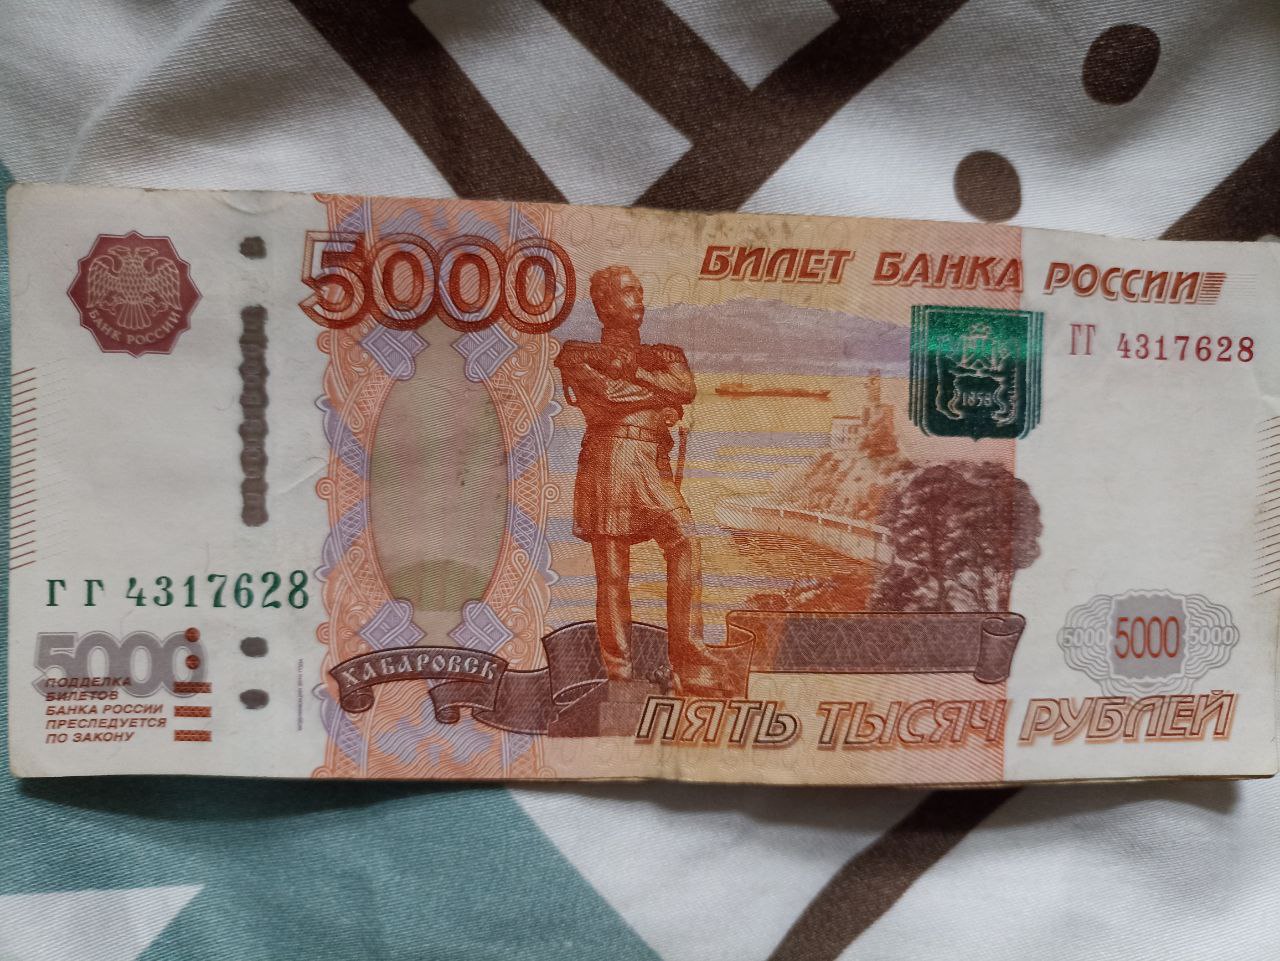 5000
БИЛЕТ БАНКА РОССИИ
БАНК РОССИИ
ГГ 4317628
1858
ГГ 4317628
5000
ПОДДЕЛКА
БИЛЕТОВ
БАНКА РОССИИ
ПРЕСЛЕДУЕТСЯ
ПО ЗАКОНУ
ХАБАРОВСК
5000 5000 5000
ПЯТЬ ТЫСЯЧ РУБЛЕЙ